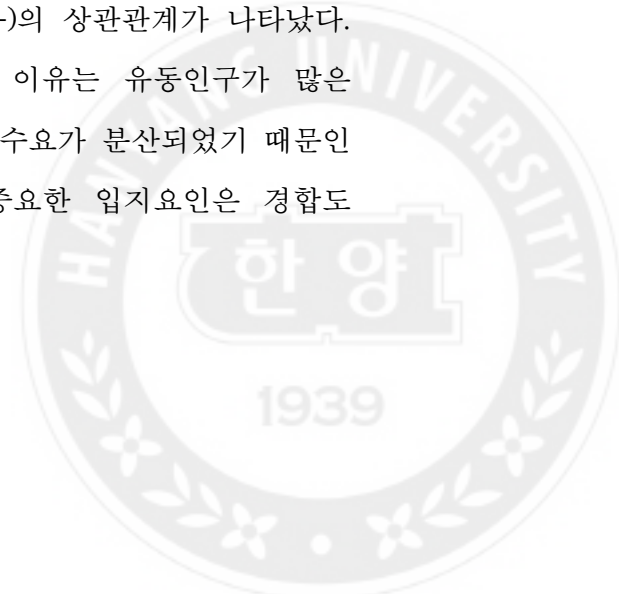 -)의 상관관계가 나타났다.
이유는 유동인구가 많은
수요가 분산되었기 때문인
중요한 입지요인은 경합도
HANYANG UNIVERSITY
한양
1939